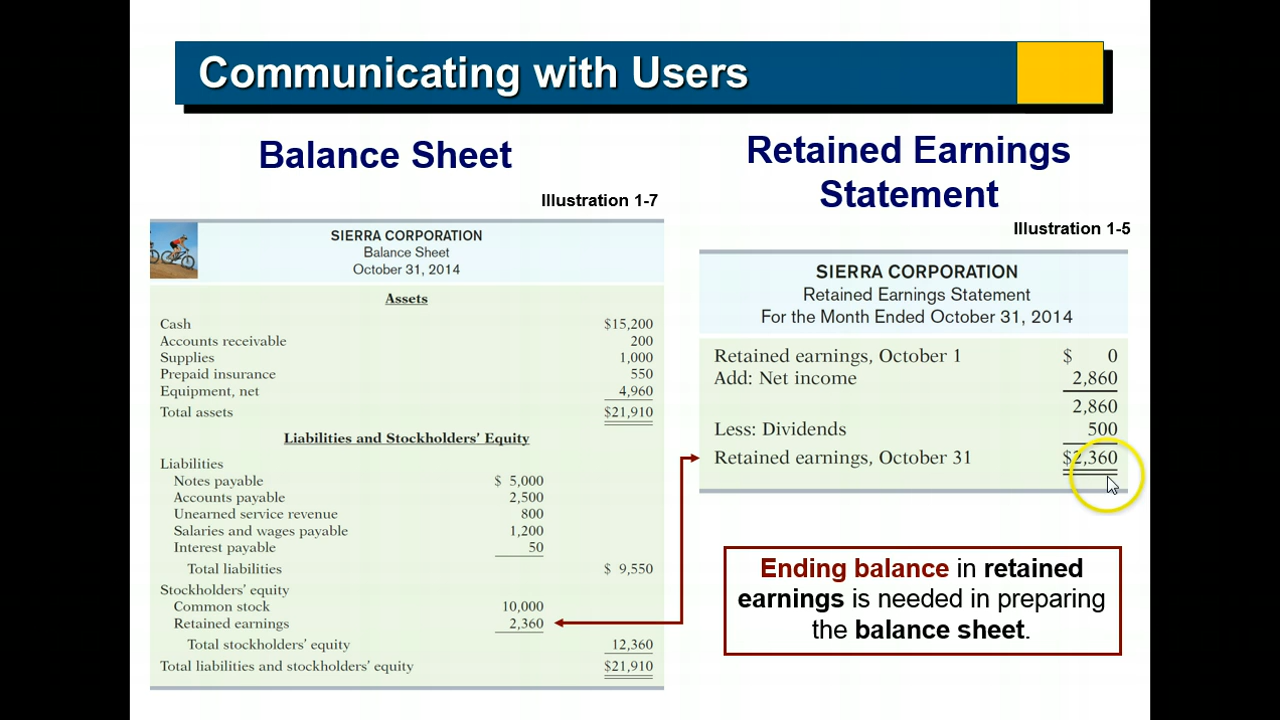 Communicating with Users
Balance Sheet
Illustration 1-7
SIERRA CORPORATION
Balance Sheet
October 31, 2014
Assets
Cash $15,200
Accounts receivable 200
Supplies 1,000
Prepaid insurance 550
Equipment, net 4,960
Total assets $21,910
Liabilities and Stockholders' Equity
Liabilities
Notes payable $ 5,000
Accounts payable 2,500
Unearned service revenue 800
Salaries and wages payable 1,200
Interest payable 50
Total liabilities $ 9,550
Stockholders' equity
Common stock 10,000
Retained earnings 2,360
Total stockholders' equity 12,360
Total liabilities and stockholders' equity $21,910
Retained Earnings
Statement
Illustration 1-5
SIERRA CORPORATION
Retained Earnings Statement
For the Month Ended October 31, 2014
Retained earnings, October 1 $ 0
Add: Net income 2,860
2,860
Less: Dividends 500
Retained earnings, October 31 $2,360
Ending balance in retained
earnings is needed in preparing
the balance sheet.